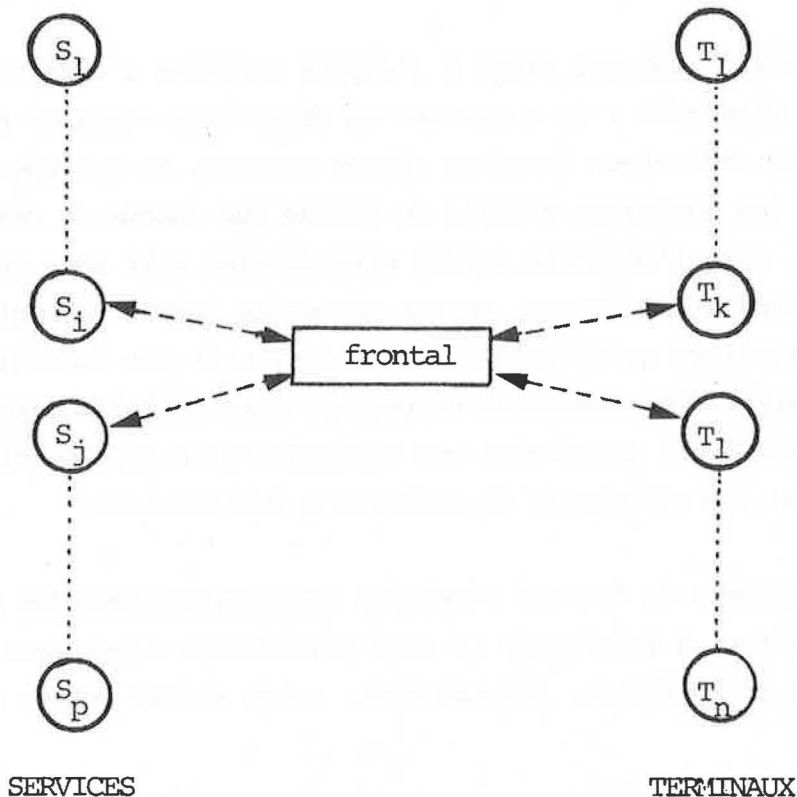 S1 T1
Si Tk
frontal
Sj Tl
Sp Tn
SERVICES TERMINAUX